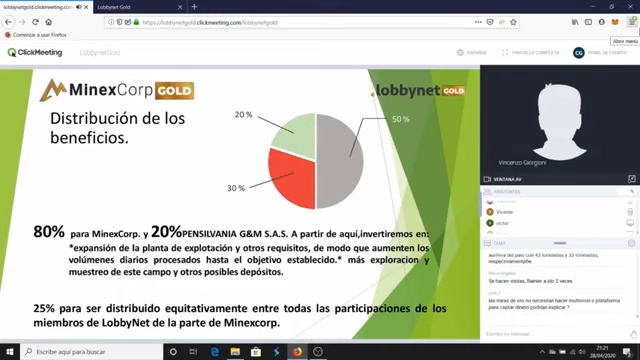 lobbynetgold.clickmeeting.com/lo
Lobbynet Gold
https://lobbynetgold.clickmeeting.com/lobbynetgold
Comenzar a usar Firefox
Abrir menú
ClickMeeting
LobbynetGold
ESPAÑOL
PANTALLA COMPLETA
CG
PANEL DE EVENTO
MINEXCORP GOLD
.lobbynet GOLD
Distribución de los
beneficios.
20 %
50 %
30 %
80% para MinexCorp. y 20%PENSILVANIA G&M S.A.S. A partir de aquí,invertiremos en:
*expansión de la planta de explotación y otros requisitos, de modo que aumenten los
volúmenes diarios procesados hasta el objetivo establecido.* más exploracion y
muestreo de este campo y otros posibles depósitos.
25% para ser distribuido equitativamente entre todas las participaciones de los
miembros de LobbyNet de la parte de Minexcorp.
Vincenzo Giorgioni
VENTANA AV
ASISTENTES
Vicente
victor
CHAT
aurifera del país con 43 toneladas y 33 toneladas,
Se hacen visitas, Rainer a ido 2 veces
las minas de oro no necesitan hacer multinivel o plataforma
para captar dinero podrian explicar ?
Escribe aquí para buscar
21:21
28/04/2020